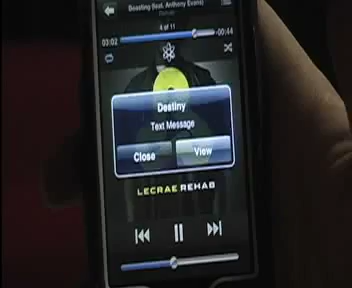 Boasting (feat. Anthony Evans)
4 of 11
03:02
-00:44
Destiny
Text Message
Close
View
LECRAE REHAB